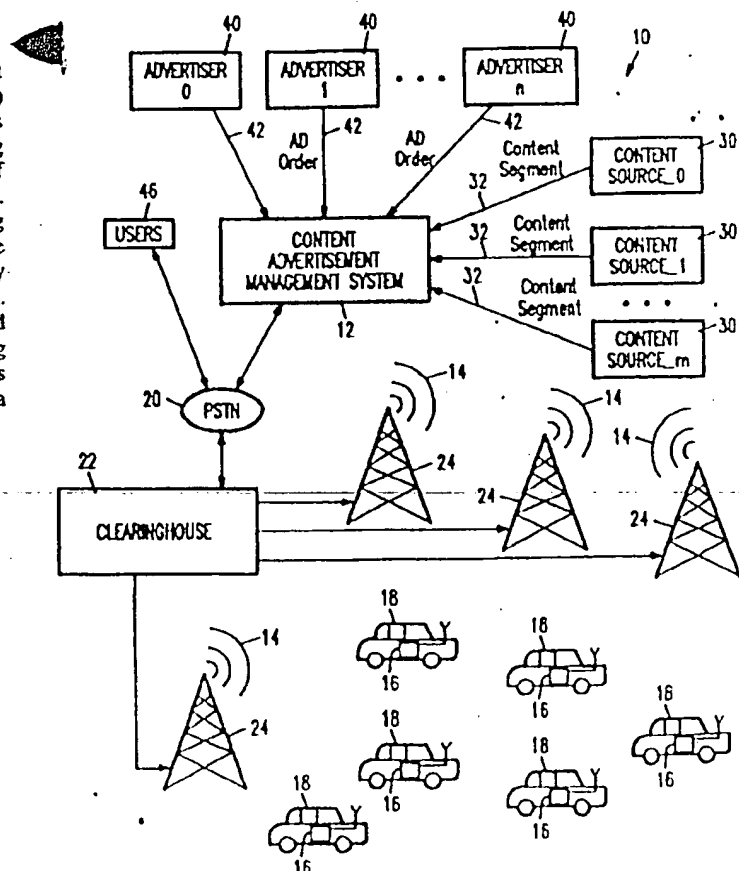 40 40 40
10
ADVERTISER 0
ADVERTISER 1
• • •
ADVERTISER n
42
42
42
AD Order
AD Order
Content Segment
30
CONTENT SOURCE_0
32
46
USERS
CONTENT ADVERTISEMENT MANAGEMENT SYSTEM
12
32
Content Segment
30
CONTENT SOURCE_1
• • •
32
Content Segment
30
CONTENT SOURCE_m
20
PSTN
14
14
14
24
24
24
22
CLEARINGHOUSE
14
24
18
16
18
16
18
16
18
16
18
16
18
16